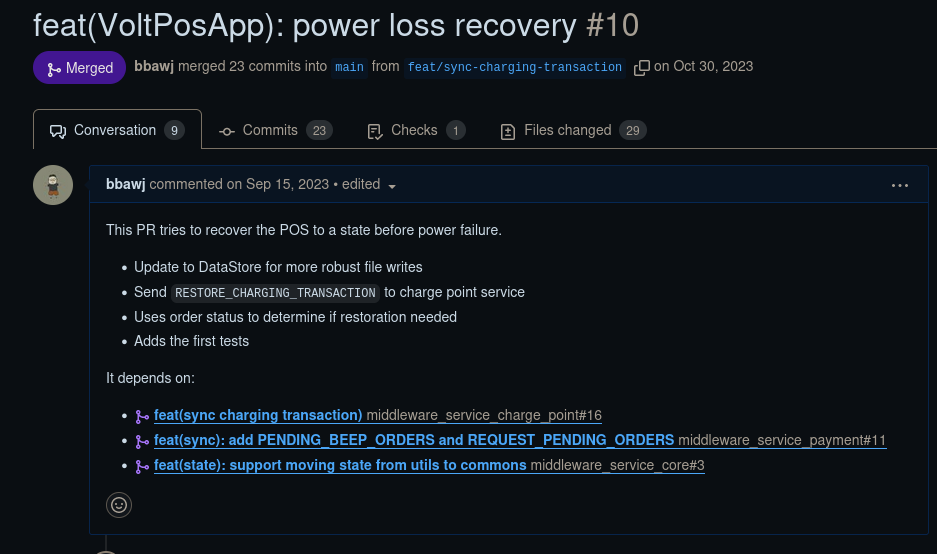 feat(VoltPosApp): power loss recovery #10
Merged bbawj merged 23 commits into main from feat/sync-charging-transaction on Oct 30, 2023
Conversation 9 Commits 23 Checks 1 Files changed 29
bbawj commented on Sep 15, 2023 • edited
This PR tries to recover the POS to a state before power failure.
• Update to DataStore for more robust file writes
• Send RESTORE_CHARGING_TRANSACTION to charge point service
• Uses order status to determine if restoration needed
• Adds the first tests
It depends on:
• feat(sync charging transaction) middleware_service_charge_point#16
• feat(sync): add PENDING_BEEP_ORDERS and REQUEST_PENDING_ORDERS middleware_service_payment#11
• feat(state): support moving state from utils to commons middleware_service_core#3